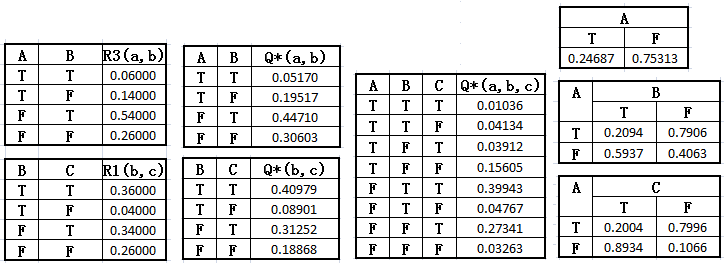 A B R3(a,b)
T T 0.06000
T F 0.14000
F T 0.54000
F F 0.26000
B C R1(b,c)
T T 0.36000
T F 0.04000
F T 0.34000
F F 0.26000
A B Q*(a,b)
T T 0.05170
T F 0.19517
F T 0.44710
F F 0.30603
B C Q*(b,c)
T T 0.40979
T F 0.08901
F T 0.31252
F F 0.18868
A B C Q*(a,b,c)
T T T 0.01036
T T F 0.04134
T F T 0.03912
T F F 0.15605
F T T 0.39943
F T F 0.04767
F F T 0.27341
F F F 0.03263
A
T F
0.24687 0.75313
A B
T F
T 0.2094 0.7906
F 0.5937 0.4063
A C
T F
T 0.2004 0.7996
F 0.8934 0.1066